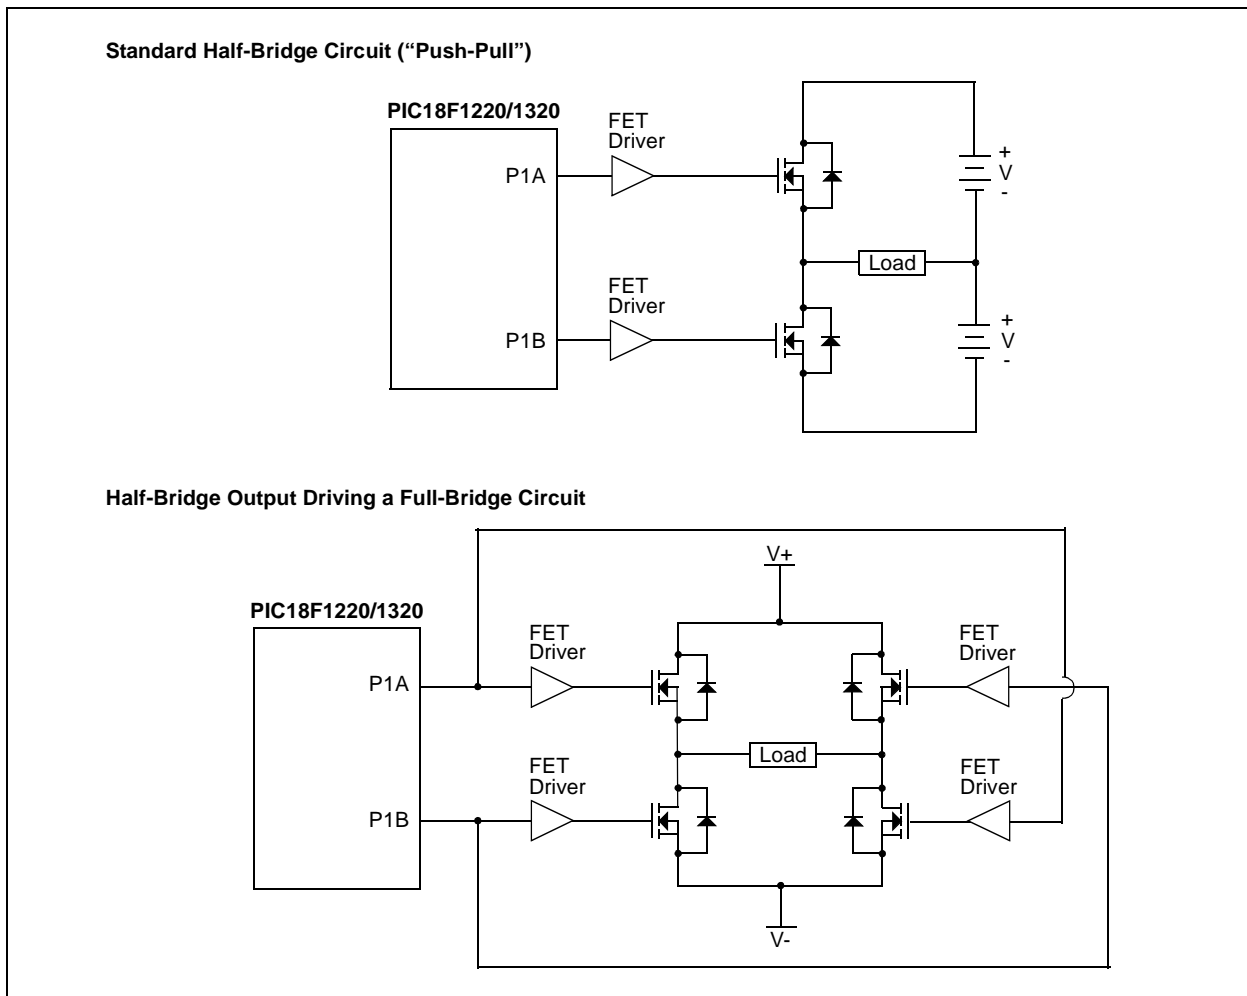 Standard Half-Bridge Circuit (“Push-Pull”)
PIC18F1220/1320
FET
Driver
P1A
+
V
-
Load
FET
Driver
P1B
+
V
-
Half-Bridge Output Driving a Full-Bridge Circuit
V+
PIC18F1220/1320
FET
Driver
FET
Driver
P1A
Load
FET
Driver
FET
Driver
P1B
V-